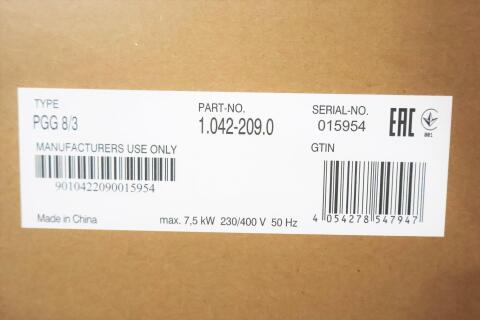 TYPE
PGG 8/3
PART-NO.
1.042-209.0
SERIAL-NO.
015954
EAC
001
MANUFACTURERS USE ONLY
9010422090015954
GTIN
4 054278 547947
Made in China
max. 7,5 kW 230/400 V 50 Hz